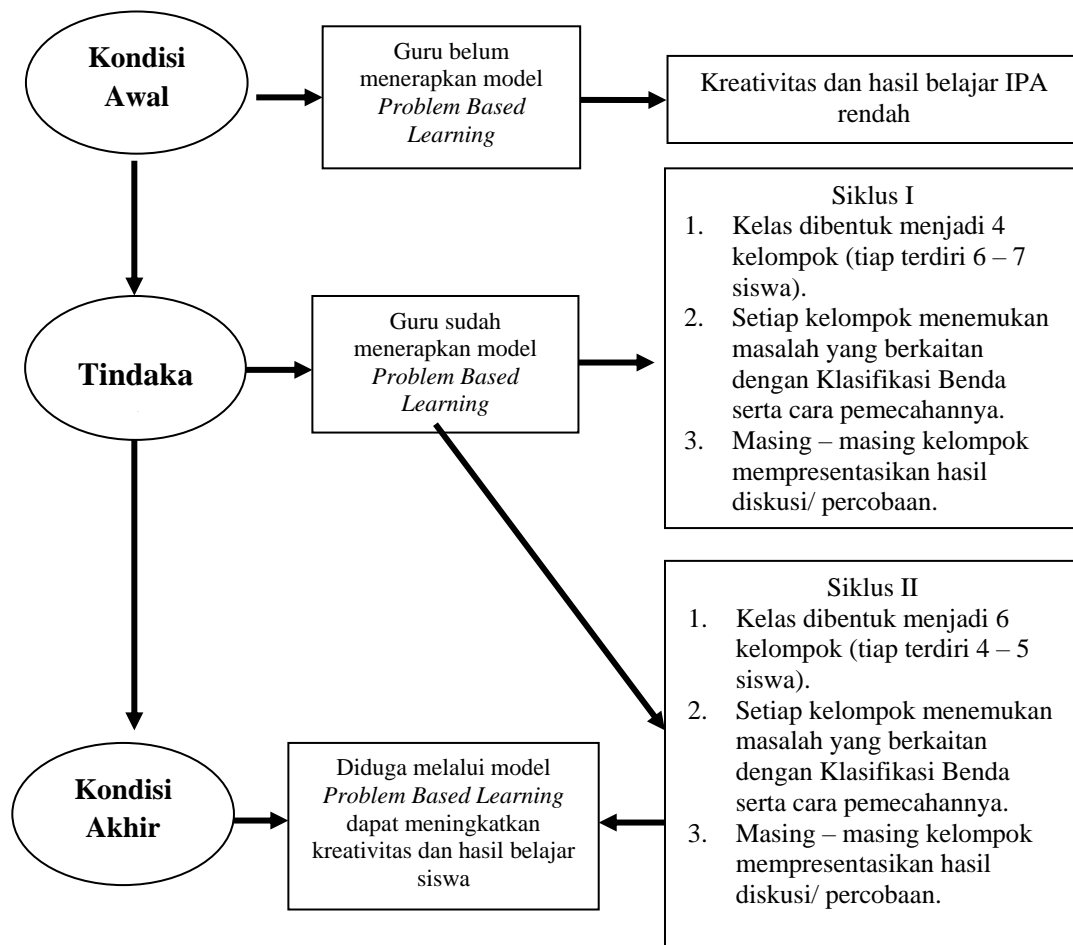 Kondisi
Awal
Guru belum
menerapkan model
Problem Based
Learning
Kreativitas dan hasil belajar IPA
rendah
Tindaka
Guru sudah
menerapkan model
Problem Based
Learning
Siklus I
1. Kelas dibentuk menjadi 4
kelompok (tiap terdiri 6 – 7
siswa).
2. Setiap kelompok menemukan
masalah yang berkaitan
dengan Klasifikasi Benda
serta cara pemecahannya.
3. Masing – masing kelompok
mempresentasikan hasil
diskusi/ percobaan.
Siklus II
1. Kelas dibentuk menjadi 6
kelompok (tiap terdiri 4 – 5
siswa).
2. Setiap kelompok menemukan
masalah yang berkaitan
dengan Klasifikasi Benda
serta cara pemecahannya.
3. Masing – masing kelompok
mempresentasikan hasil
diskusi/ percobaan.
Kondisi
Akhir
Diduga melalui model
Problem Based Learning
dapat meningkatkan
kreativitas dan hasil belajar
siswa